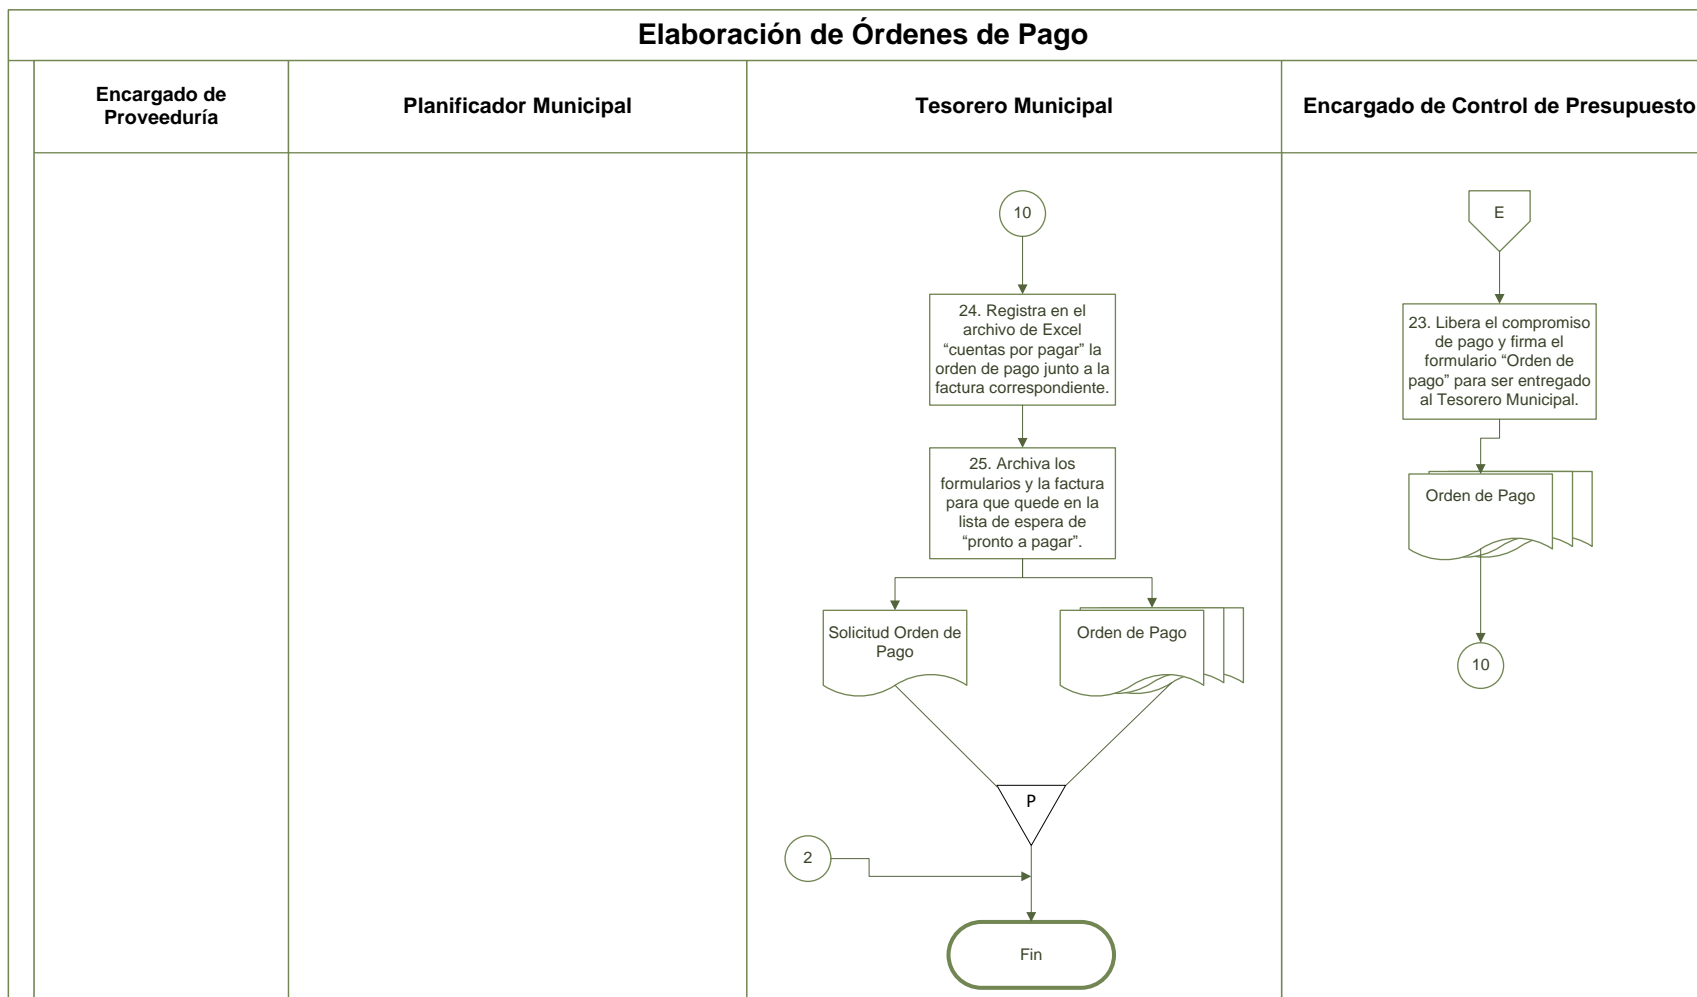 Elaboración de Órdenes de Pago
Encargado de
Proveeduría
Planificador Municipal
Tesorero Municipal
Encargado de Control de Presupuesto
10
24. Registra en el
archivo de Excel
“cuentas por pagar” la
orden de pago junto a la
factura correspondiente.
25. Archiva los
formularios y la factura
para que quede en la
lista de espera de
“pronto a pagar”.
Solicitud Orden de
Pago
Orden de Pago
P
2
Fin
E
23. Libera el compromiso
de pago y firma el
formulario “Orden de
pago” para ser entregado
al Tesorero Municipal.
Orden de Pago
10